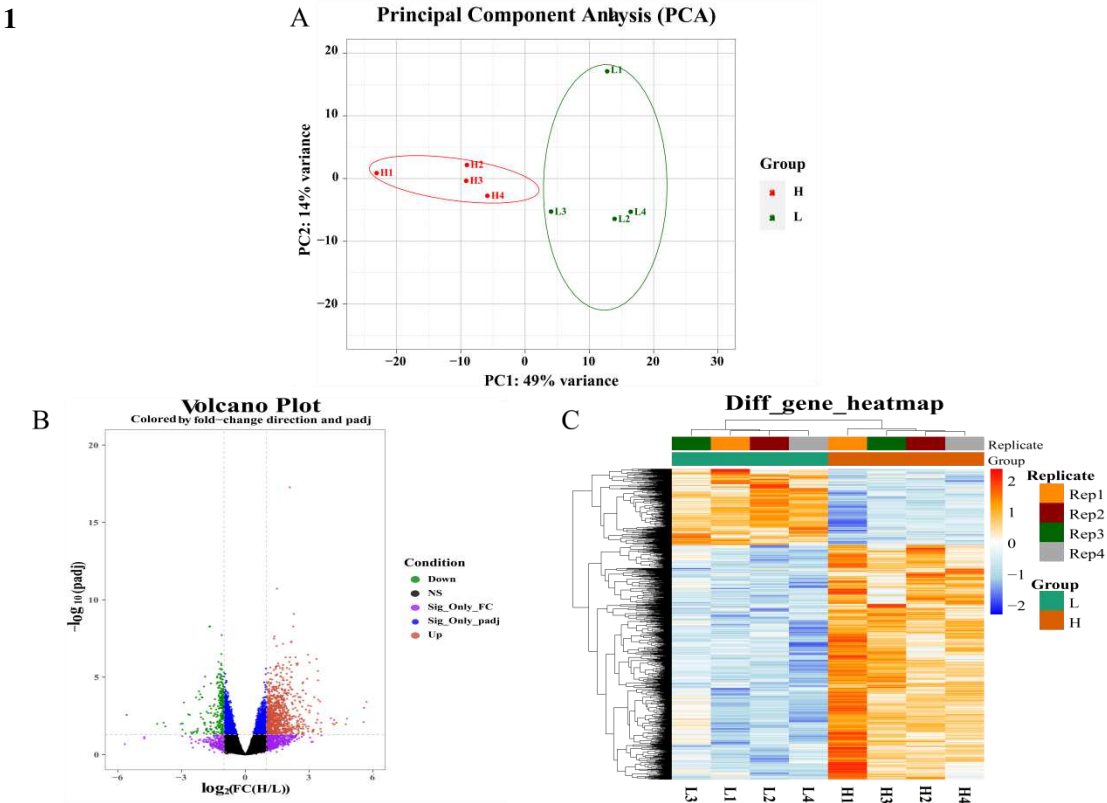 1
A
Principal Component Analysis (PCA)
20
10
0
−10
−20
PC2: 14% variance
H1
H2
H3
H4
L1
L3
L2
L4
−20 −10 0 10 20 30
PC1: 49% variance
Group
H
L
B
Volcano Plot
Colored by fold−change direction and padj
20
15
10
5
0
−log10(padj)
−6 −3 0 3 6
log2(FC(H/L))
Condition
Down
NS
Sig_Only_FC
Sig_Only_padj
Up
C
Diff_gene_heatmap
Replicate
Group
2
1
0
−1
−2
Replicate
Rep1
Rep2
Rep3
Rep4
Group
L
H
L3 L1 L2 L4 H1 H3 H2 H4